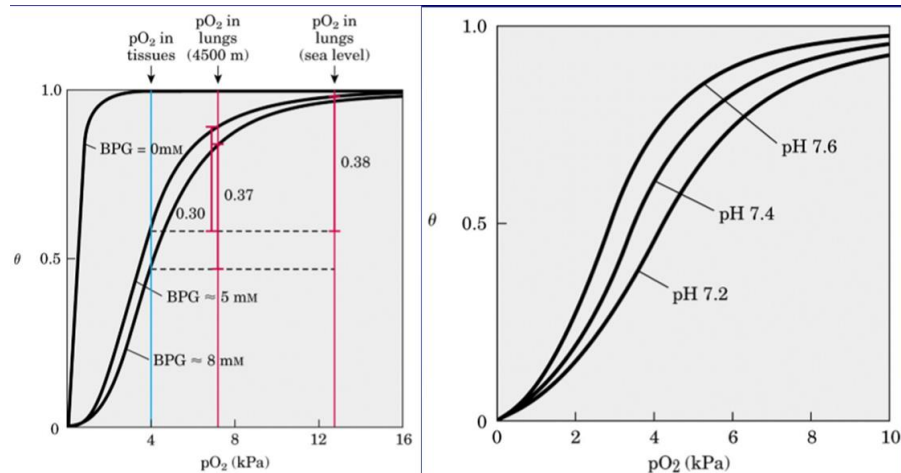 pO₂ in
tissues
pO₂ in
lungs
(4500 m)
pO₂ in
lungs
(sea level)
1.0
BPG = 0mM
0.38
0.37
0.30
θ
0.5
BPG ≈ 5 mM
BPG ≈ 8 mM
0
4
8
12
16
pO₂ (kPa)
1.0
pH 7.6
pH 7.4
θ
0.5
pH 7.2
0
0
2
4
6
8
10
pO₂ (kPa)